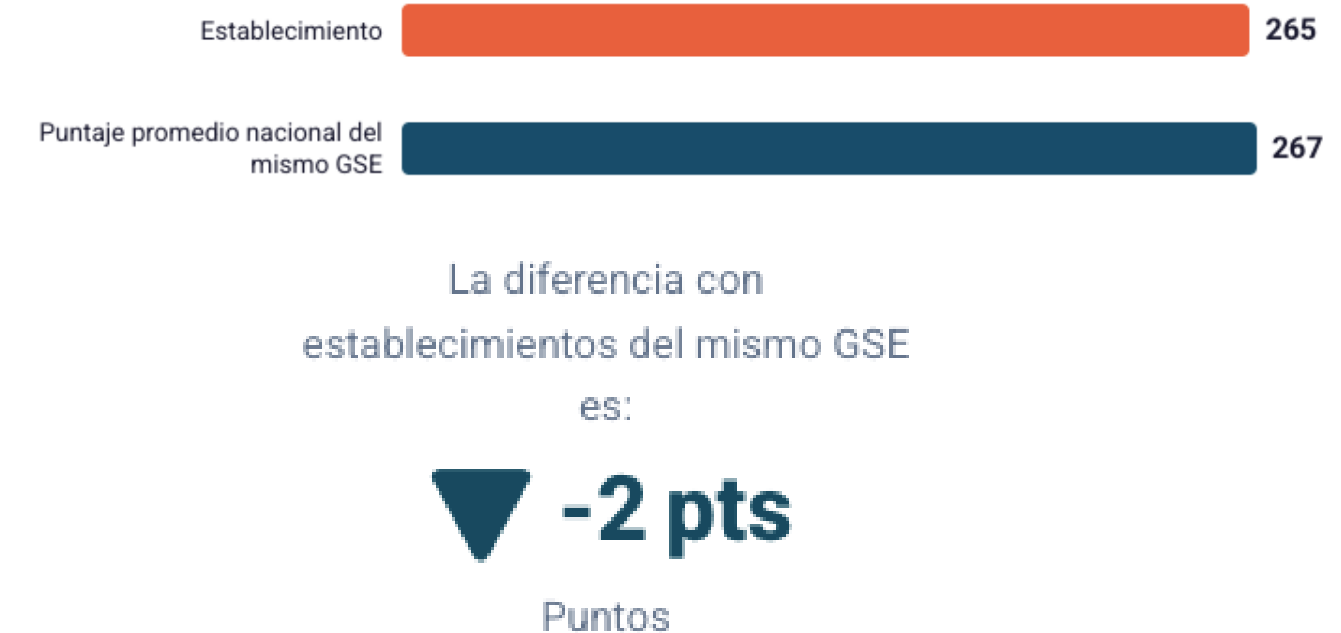 Establecimiento 265
Puntaje promedio nacional del
mismo GSE 267
La diferencia con
establecimientos del mismo GSE
es:
-2 pts
Puntos